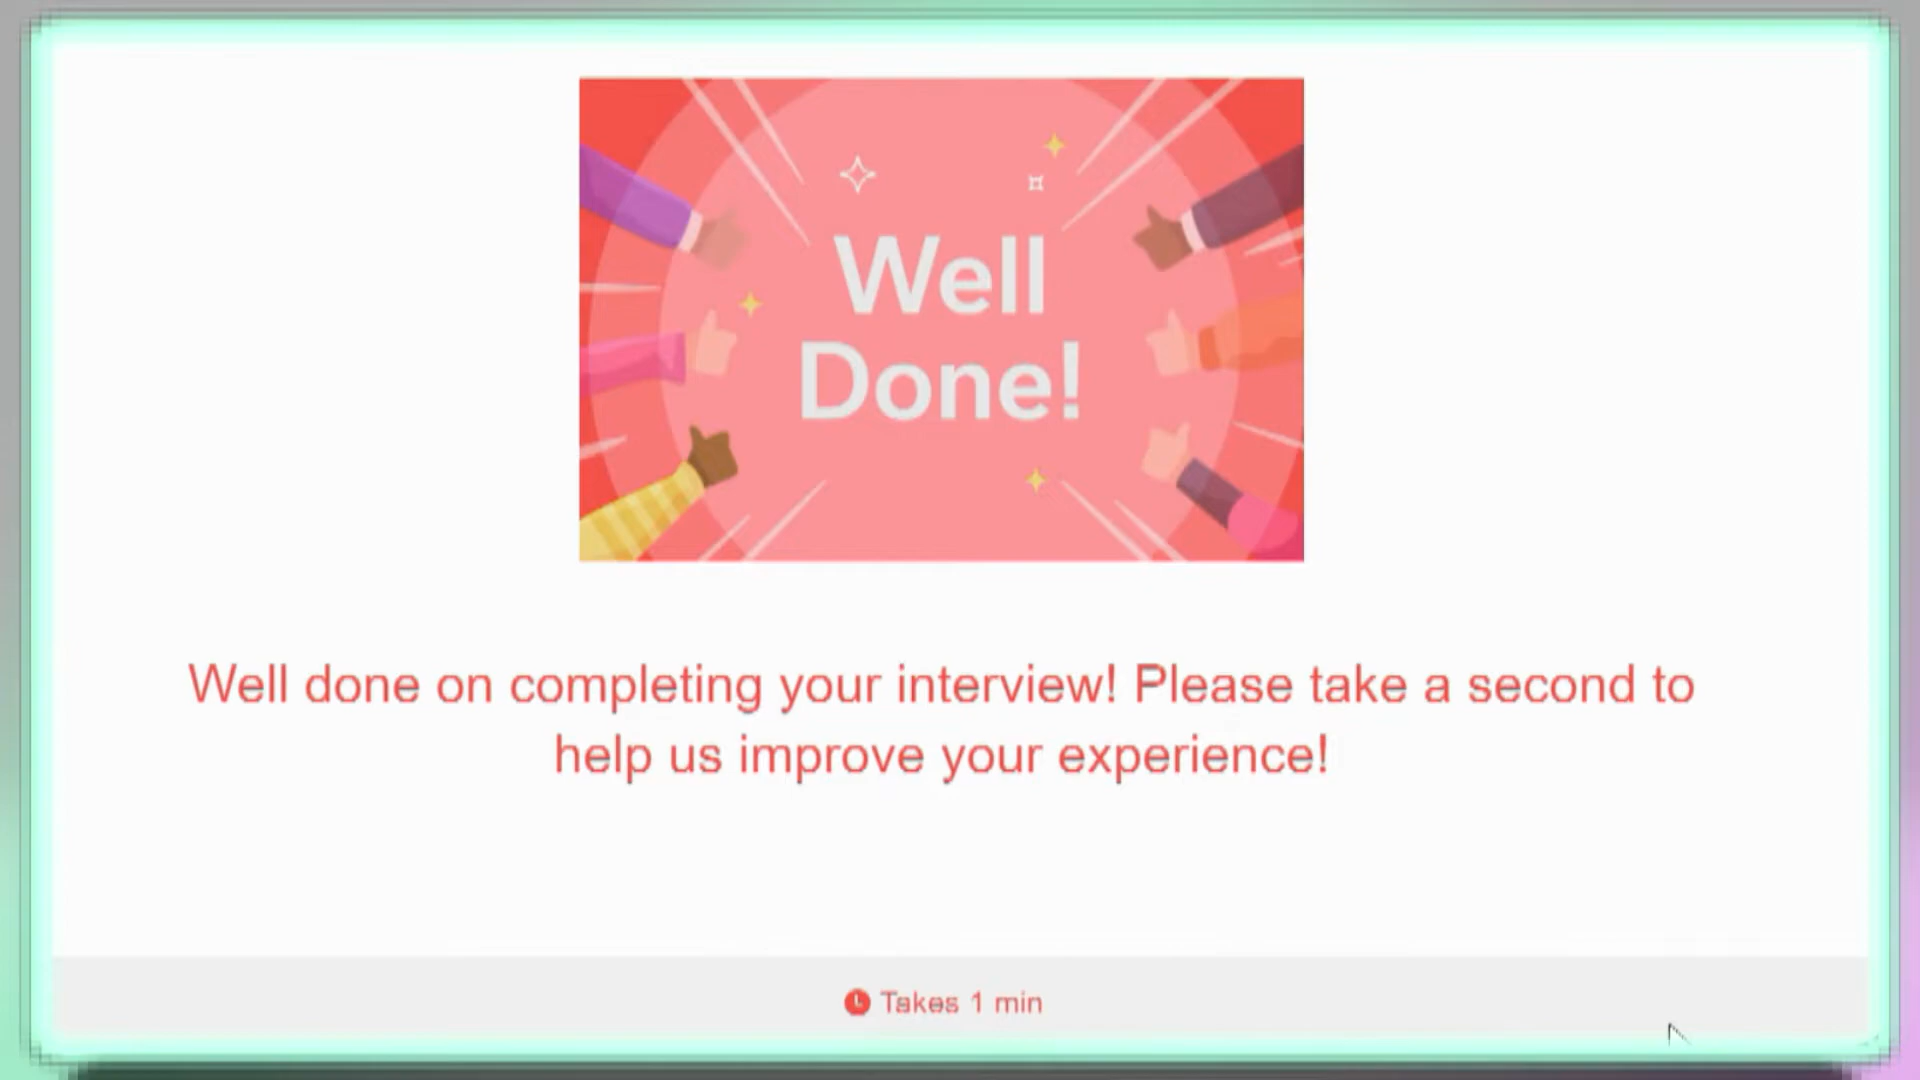 Well
Done!
Well done on completing your interview! Please take a second to
help us improve your experience!
Takes 1 min